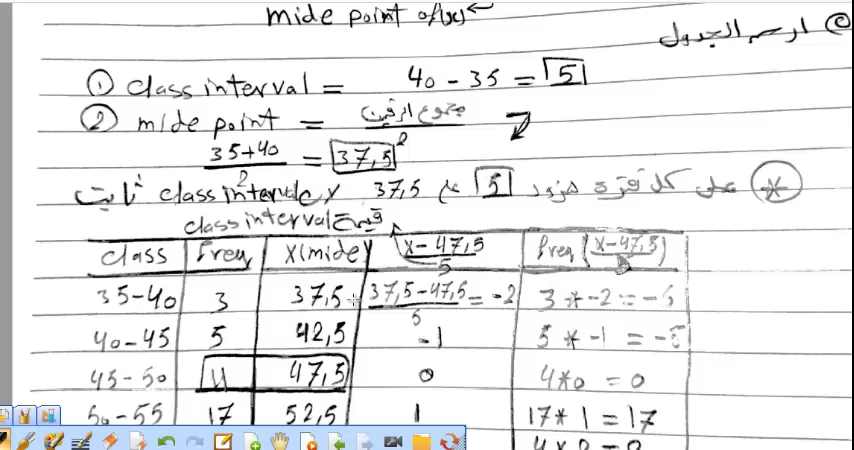 mide point of(x)
ارسم الجدول
① class interval = 40 - 35 = 5
② mide point = مجموع الرقمين / 2
35+40 / 2 = 37,5
على كل فترة هنزود 5 على 37,5 لا class interval ثابت
قيمة class interval
class freq X(mide) x-47,5 / 5 freq (x-47,5 / 5)
35-40 3 37,5 37,5-47,5 / 5 = -2 3 * -2 = -6
40-45 5 42,5 -1 5 * -1 = -5
45-50 4 47,5 0 4*0 = 0
50-55 17 52,5 1 17 * 1 = 17